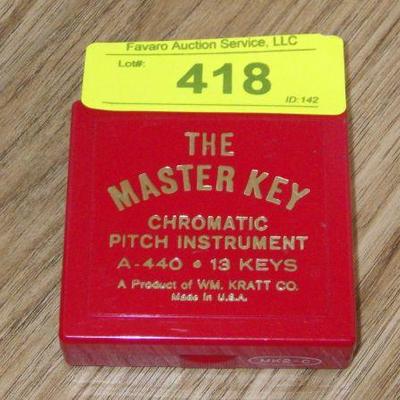 Favaro Auction Service, LLC
Lot#:
418
ID:142
THE
MASTER KEY
CHROMATIC
PITCH INSTRUMENT
A-440 • 13 KEYS
A Product of WM. KRATT CO.
Made in U.S.A.
MK2-C